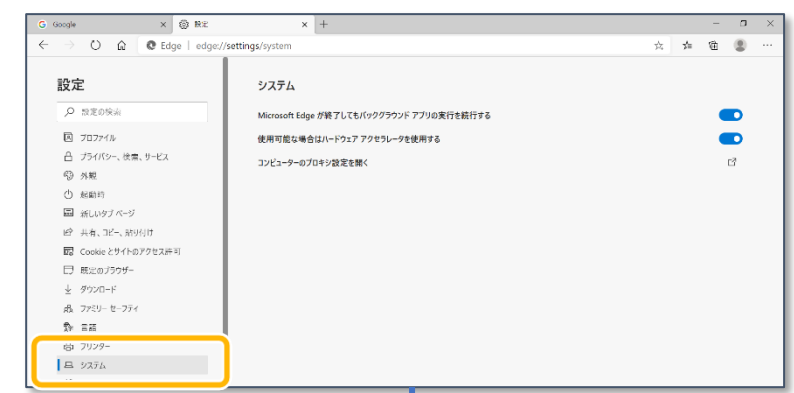 Google
設定
Edge | edge://settings/system
設定
設定の検索
プロファイル
プライバシー、検索、サービス
外観
起動時
新しいタブ ページ
共有、コピー、貼り付け
Cookie とサイトのアクセス許可
既定のブラウザー
ダウンロード
ファミリー セーフティ
言語
プリンター
システム
システム
Microsoft Edge が終了してもバックグラウンド アプリの実行を続行する
使用可能な場合はハードウェア アクセラレータを使用する
コンピューターのプロキシ設定を開く